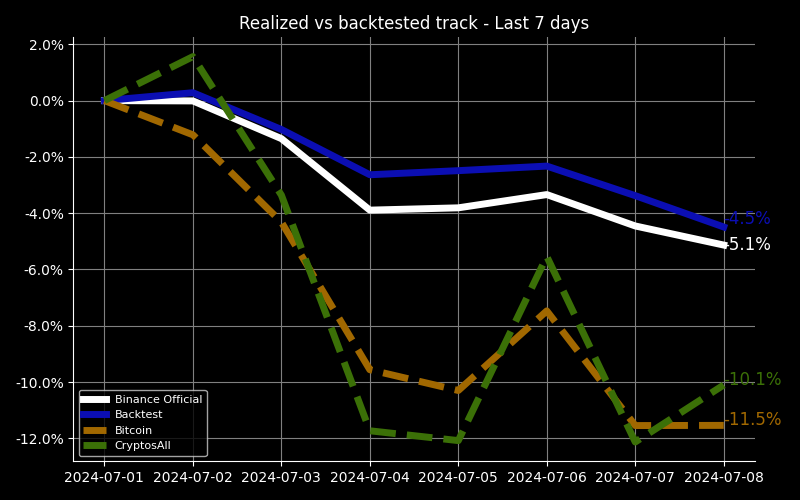 Realized vs backtested track - Last 7 days
2.0%
0.0%
-2.0%
-4.0%
-6.0%
-8.0%
-10.0%
-12.0%
-4.5%
-5.1%
-10.1%
-11.5%
Binance Official
Backtest
Bitcoin
CryptosAll
2024-07-01 2024-07-02 2024-07-03 2024-07-04 2024-07-05 2024-07-06 2024-07-07 2024-07-08